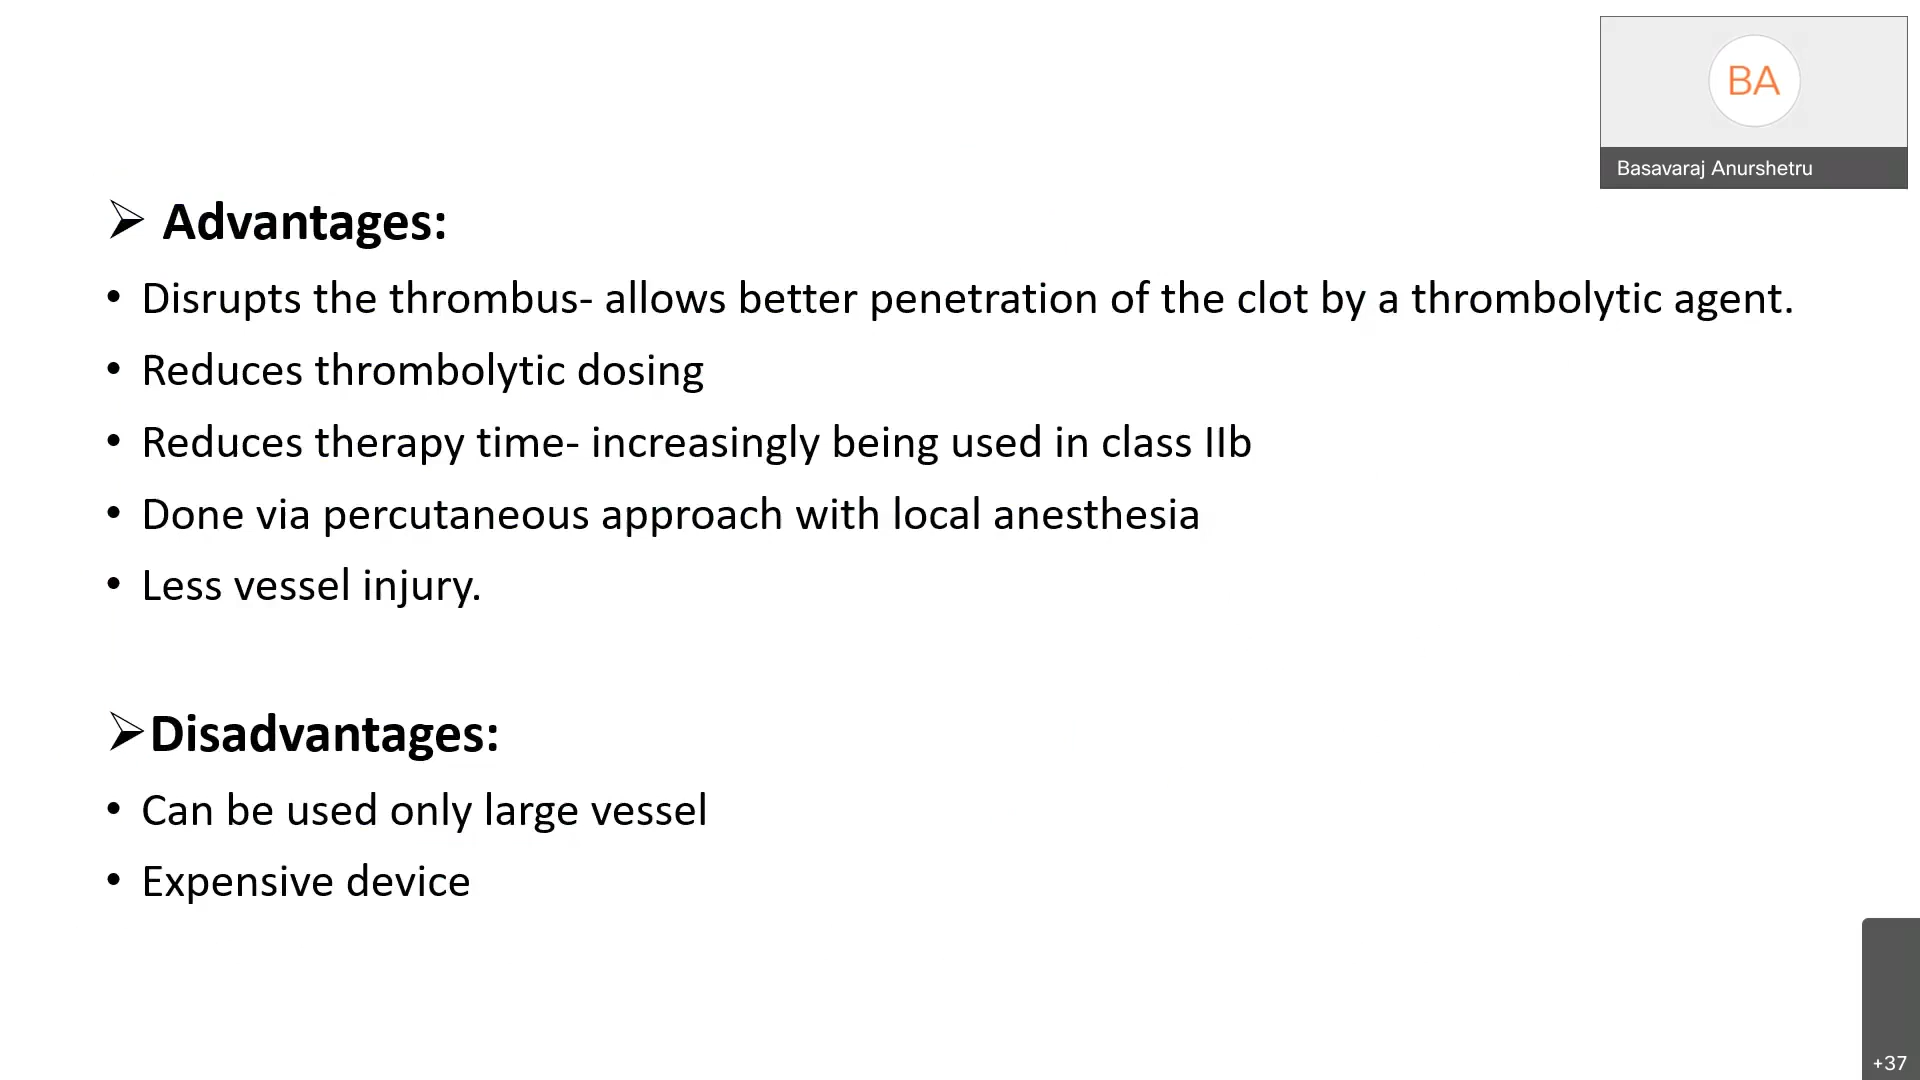 BA
Basavaraj Anurshetru
➢ Advantages:
• Disrupts the thrombus- allows better penetration of the clot by a thrombolytic agent.
• Reduces thrombolytic dosing
• Reduces therapy time- increasingly being used in class IIb
• Done via percutaneous approach with local anesthesia
• Less vessel injury.
➢Disadvantages:
• Can be used only large vessel
• Expensive device
+37